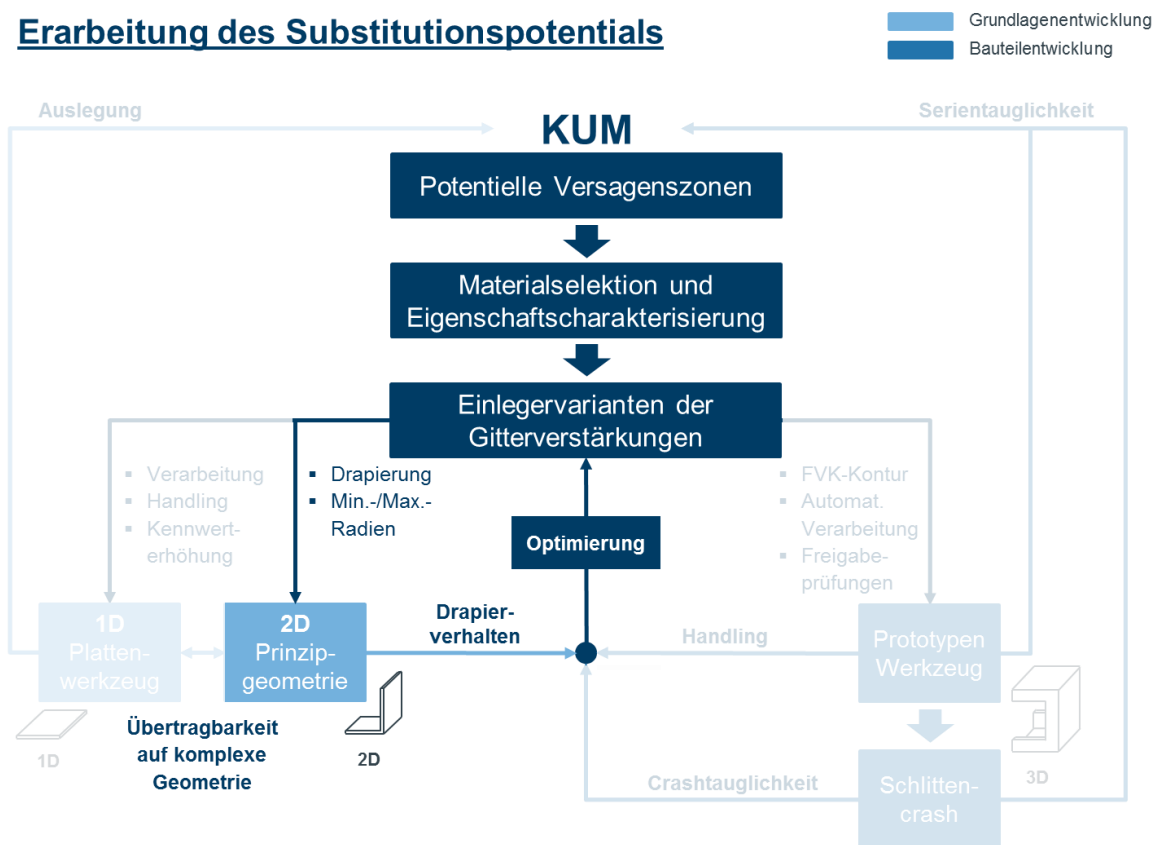 Erarbeitung des Substitutionspotentials
Grundlagenentwicklung
Bauteilentwicklung
Auslegung
Serientauglichkeit
KUM
Potentielle Versagenszonen
Materialselektion und
Eigenschaftscharakterisierung
Einlegervarianten der
Gitterverstärkungen
▪ Verarbeitung
▪ Handling
▪ Kennwert-
erhöhung
▪ Drapierung
▪ Min.-/Max.-
Radien
▪ FVK-Kontur
▪ Automat.
Verarbeitung
▪ Freigabe-
prüfungen
Optimierung
1D
Platten-
werkzeug
2D
Prinzip-
geometrie
Drapier-
verhalten
Handling
Prototypen
Werkzeug
Übertragbarkeit
auf komplexe
Geometrie
1D
2D
3D
Crashtauglichkeit
Schlitten-
crash